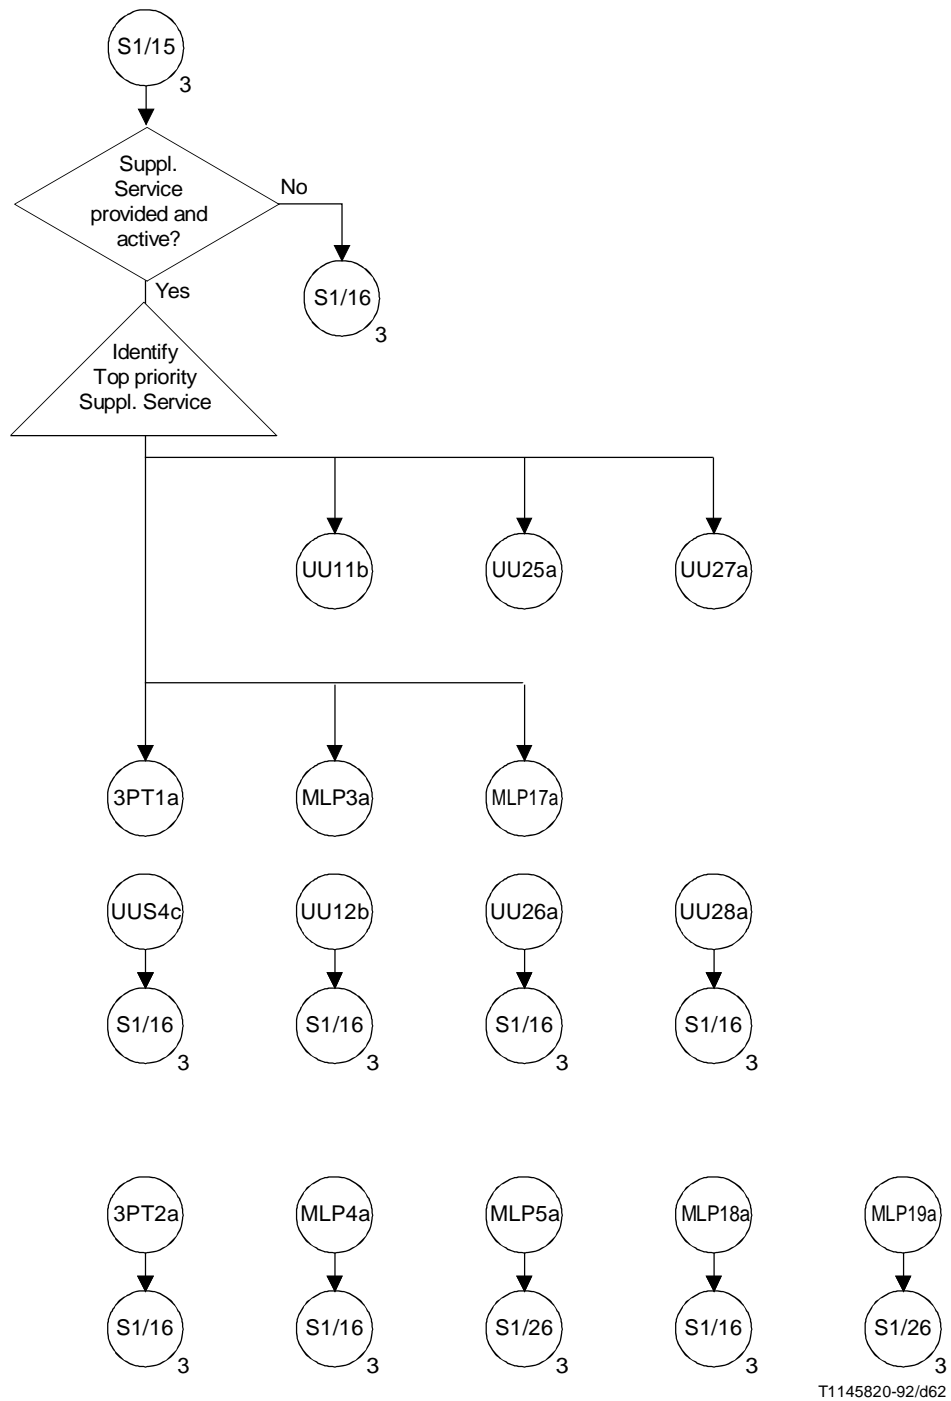 S1/15
3
Suppl.
Service
provided and
active?
No
S1/16
3
Yes
Identify
Top priority
Suppl. Service
UU11b
UU25a
UU27a
3PT1a
MLP3a
MLP17a
UUS4c
UU12b
UU26a
UU28a
S1/16
3
S1/16
3
S1/16
3
S1/16
3
3PT2a
MLP4a
MLP5a
MLP18a
MLP19a
S1/16
3
S1/16
3
S1/26
3
S1/16
3
S1/26
3
T1145820-92/d62